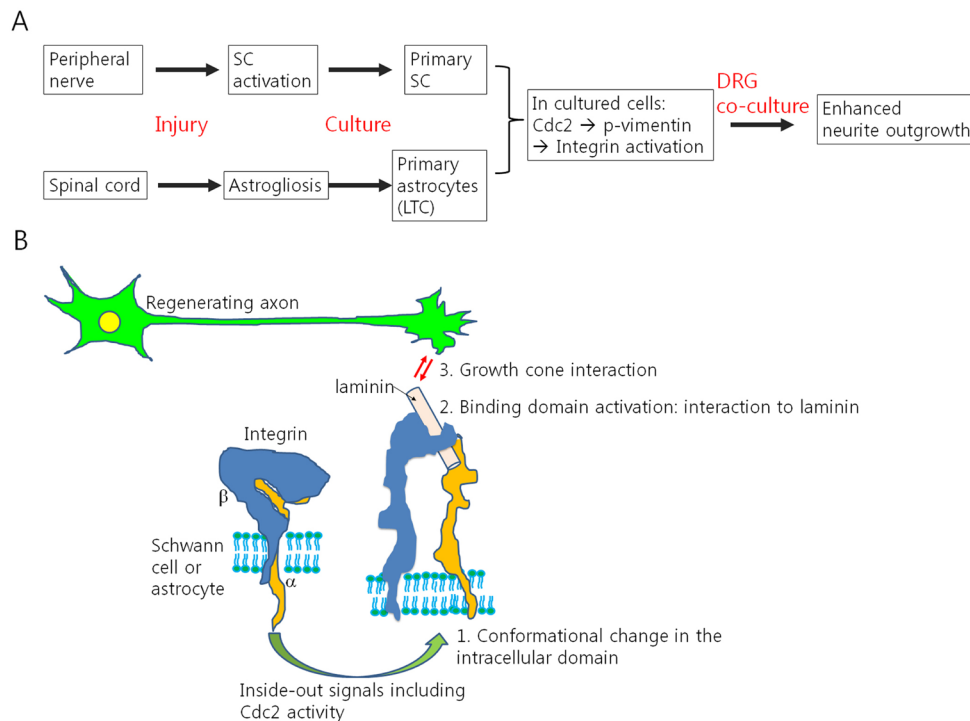 A
Peripheral
nerve
SC
activation
Primary
SC
Injury
Culture
In cultured cells:
Cdc2 → p-vimentin
→ Integrin activation
DRG
co-culture
Enhanced
neurite outgrowth
Spinal cord
Astrogliosis
Primary
astrocytes
(LTC)
B
Regenerating axon
3. Growth cone interaction
laminin
2. Binding domain activation: interaction to laminin
Integrin
β
Schwann
cell or
astrocyte
α
1. Conformational change in the
intracellular domain
Inside-out signals including
Cdc2 activity